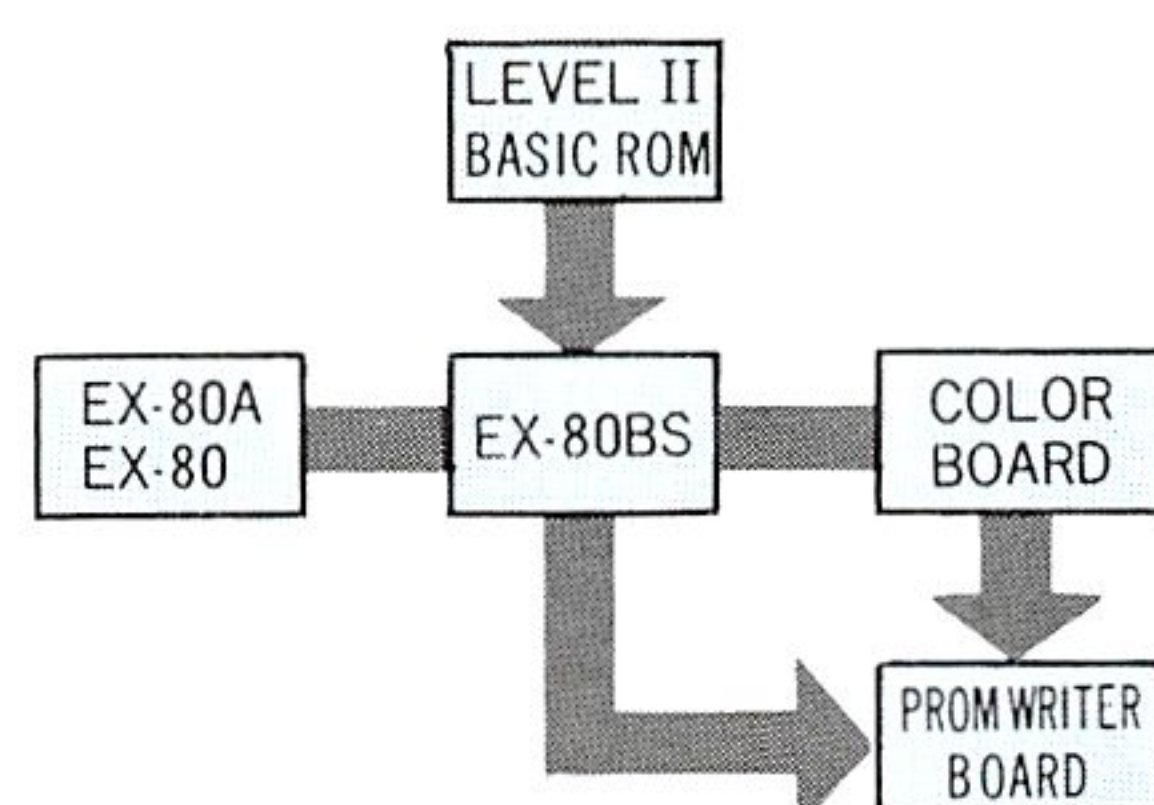 LEVEL II
BASIC ROM
EX-80A
EX-80
EX-80BS
COLOR
BOARD
PROM WRITER
BOARD